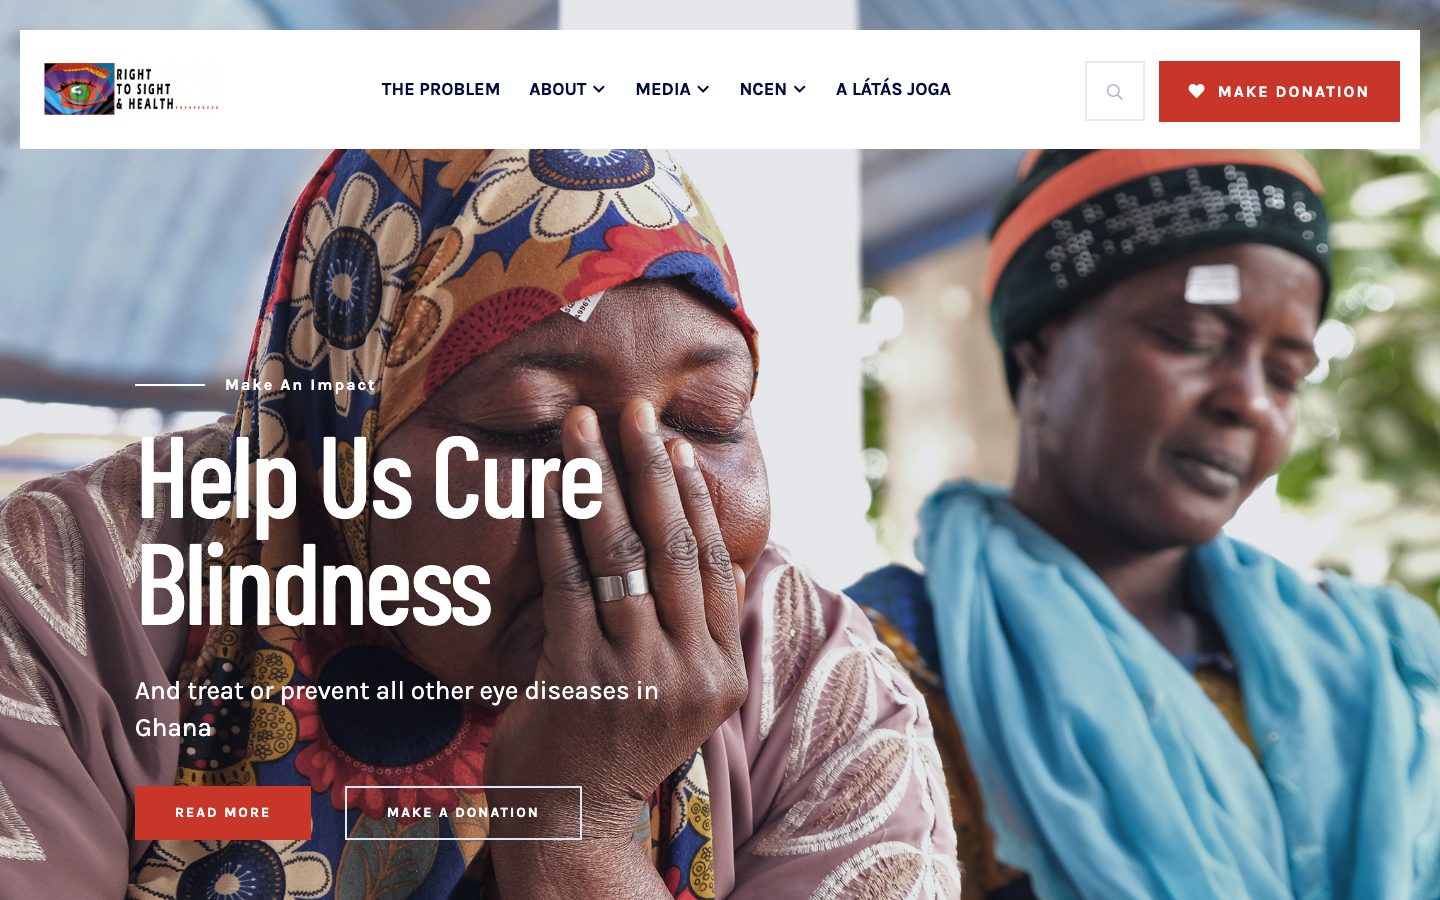 RIGHT
TO SIGHT
& HEALTH
THE PROBLEM
ABOUT
MEDIA
NCEN
A LÁTÁS JOGA
MAKE DONATION
Make An Impact
Help Us Cure
Blindness
And treat or prevent all other eye diseases in
Ghana
READ MORE
MAKE A DONATION